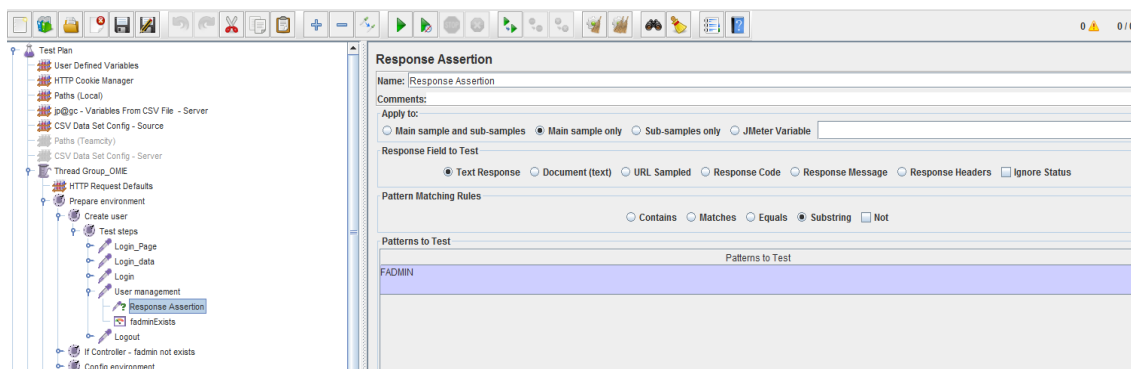 0
0 / 0
Test Plan
User Defined Variables
HTTP Cookie Manager
Paths (Local)
jp@gc - Variables From CSV File - Server
CSV Data Set Config - Source
Paths (Teamcity)
CSV Data Set Config - Server
Thread Group_OMIE
HTTP Request Defaults
Prepare environment
Create user
Test steps
Login_Page
Login_data
Login
User management
Response Assertion
fadminExists
Logout
If Controller - fadmin not exists
Config environment
Response Assertion
Name: Response Assertion
Comments:
Apply to:
Main sample and sub-samples Main sample only Sub-samples only JMeter Variable
Response Field to Test
Text Response Document (text) URL Sampled Response Code Response Message Response Headers Ignore Status
Pattern Matching Rules
Contains Matches Equals Substring Not
Patterns to Test
Patterns to Test
FADMIN